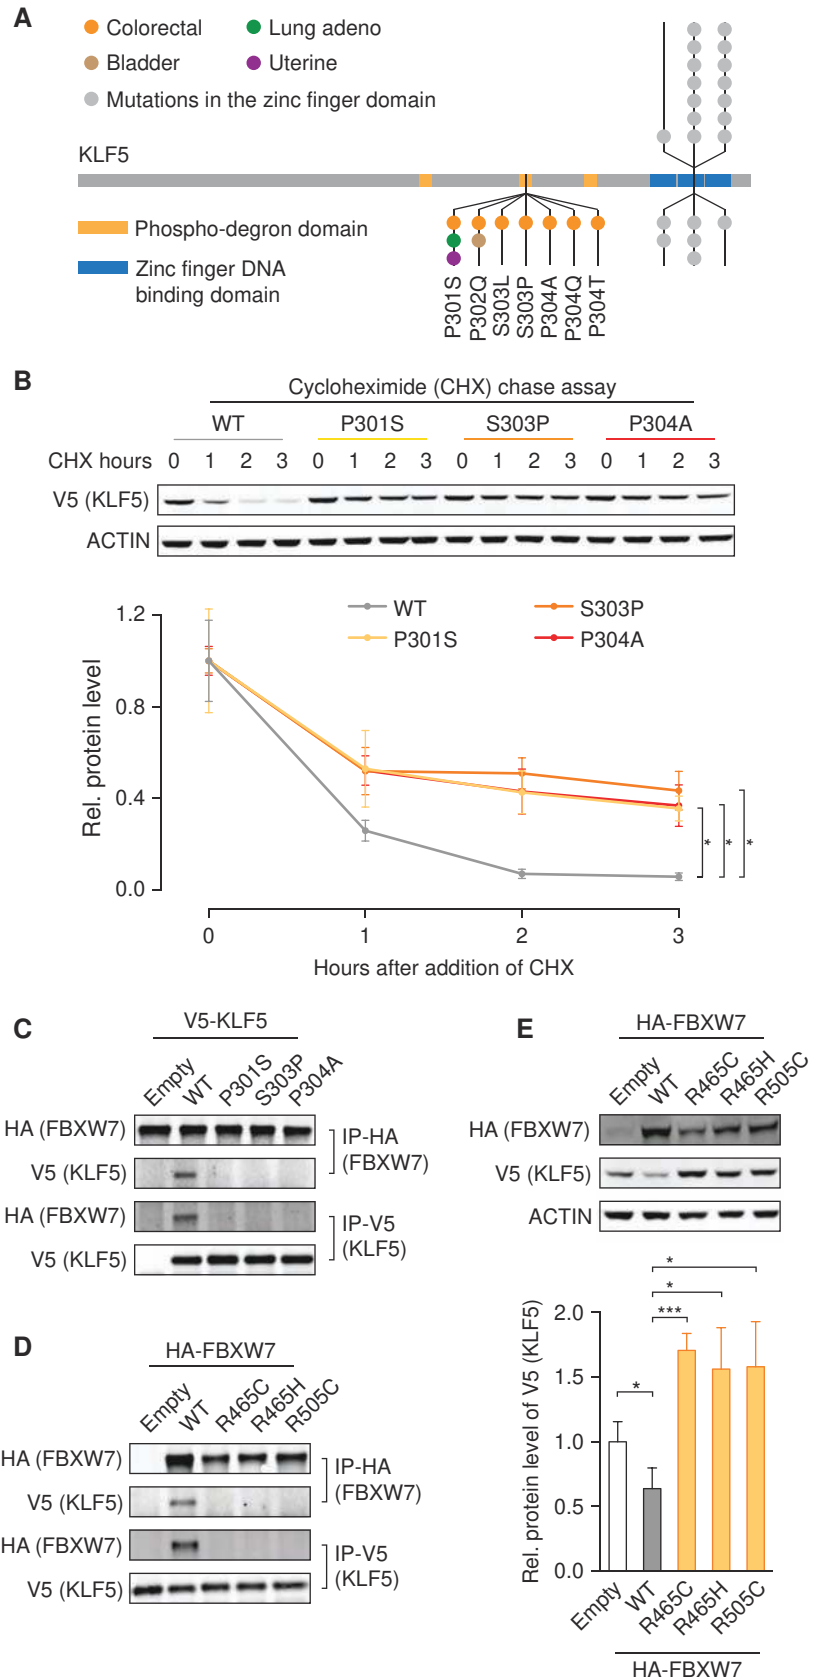 A
Colorectal
Lung adeno
Bladder
Uterine
Mutations in the zinc finger domain
KLF5
Phospho-degron domain
Zinc finger DNA
binding domain
P301S
P302Q
S303L
S303P
P304A
P304Q
P304T
B
Cycloheximide (CHX) chase assay
WT P301S S303P P304A
CHX hours 0 1 2 3 0 1 2 3 0 1 2 3 0 1 2 3
V5 (KLF5)
ACTIN
Rel. protein level
1.2
0.8
0.4
0.0
WT
P301S
S303P
P304A
* * *
0 1 2 3
Hours after addition of CHX
C
V5-KLF5
Empty WT P301S S303P P304A
HA (FBXW7)
V5 (KLF5)
IP-HA
(FBXW7)
HA (FBXW7)
V5 (KLF5)
IP-V5
(KLF5)
D
HA-FBXW7
Empty WT R465C R465H R505C
HA (FBXW7)
V5 (KLF5)
IP-HA
(FBXW7)
HA (FBXW7)
V5 (KLF5)
IP-V5
(KLF5)
E
HA-FBXW7
Empty WT R465C R465H R505C
HA (FBXW7)
V5 (KLF5)
ACTIN
Rel. protein level of V5 (KLF5)
2.0
1.5
1.0
0.5
0.0
*
*
***
*
Empty WT R465C R465H R505C
HA-FBXW7